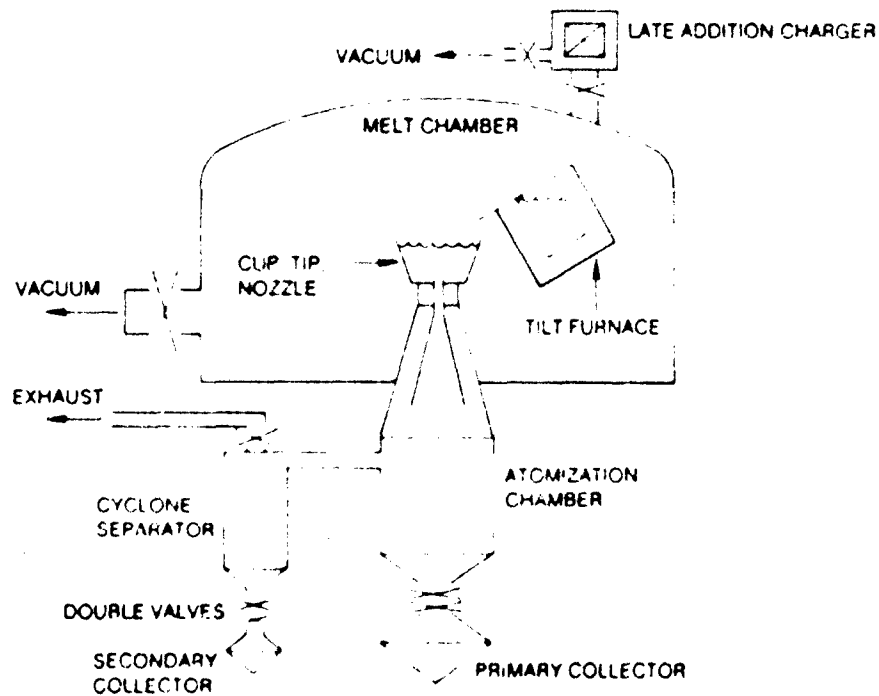 LATE ADDITION CHARGER
VACUUM
MELT CHAMBER
CUP TIP
NOZZLE
VACUUM
TILT FURNACE
EXHAUST
ATOMIZATION
CHAMBER
CYCLONE
SEPARATOR
DOUBLE VALVES
SECONDARY
COLLECTOR
PRIMARY COLLECTOR